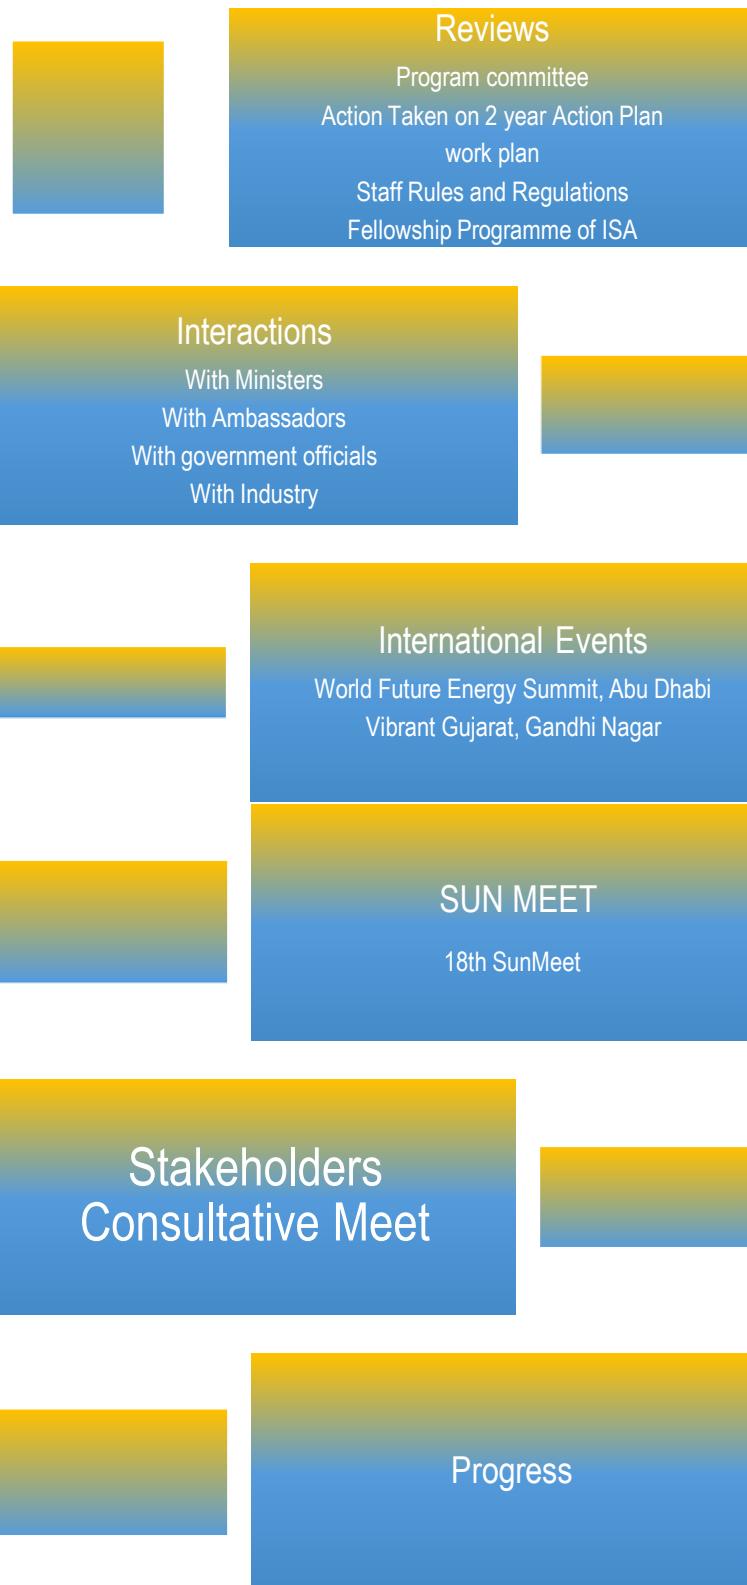 Reviews
Program committee
Action Taken on 2 year Action Plan
work plan
Staff Rules and Regulations
Fellowship Programme of ISA
Interactions
With Ministers
With Ambassadors
With government officials
With Industry
International Events
World Future Energy Summit, Abu Dhabi
Vibrant Gujarat, Gandhi Nagar
SUN MEET
18th SunMeet
Stakeholders
Consultative Meet
Progress